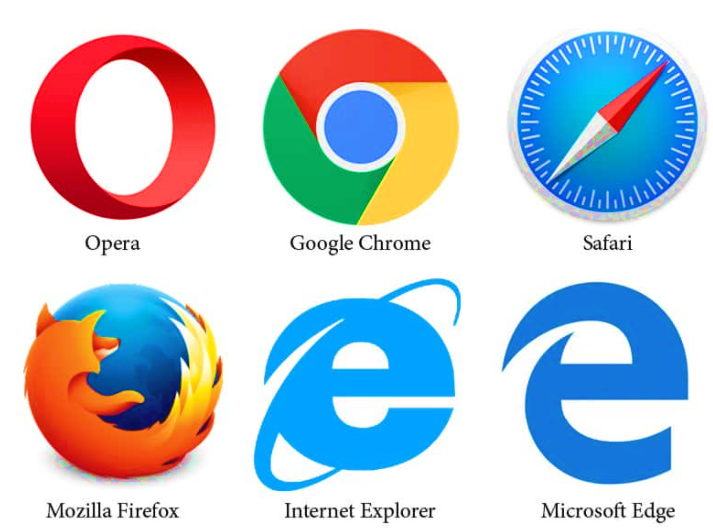 Opera
Google Chrome
Safari
Mozilla Firefox
Internet Explorer
Microsoft Edge